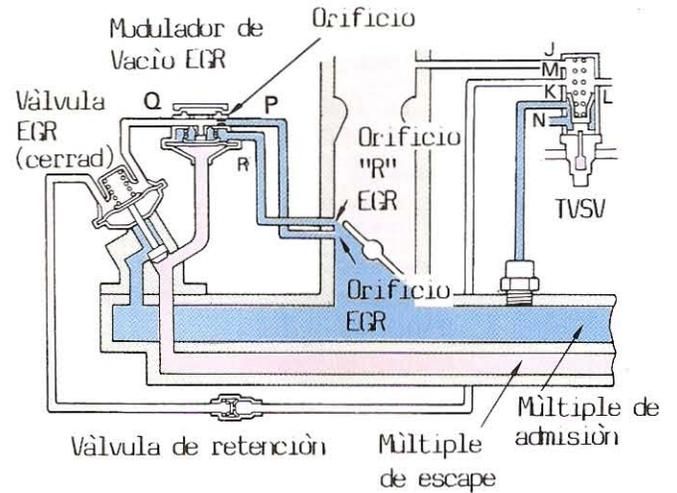 Orificio
Modulador de
Vacìo EGR
Vàlvula
EGR
(cerrad)
Q
P
R
J
M
K
L
N
TVSV
Orificio
"R"
EGR
Orificio
EGR
Mùltiple de
admisiòn
Vàlvula de retenciòn
Mùltiple
de escape